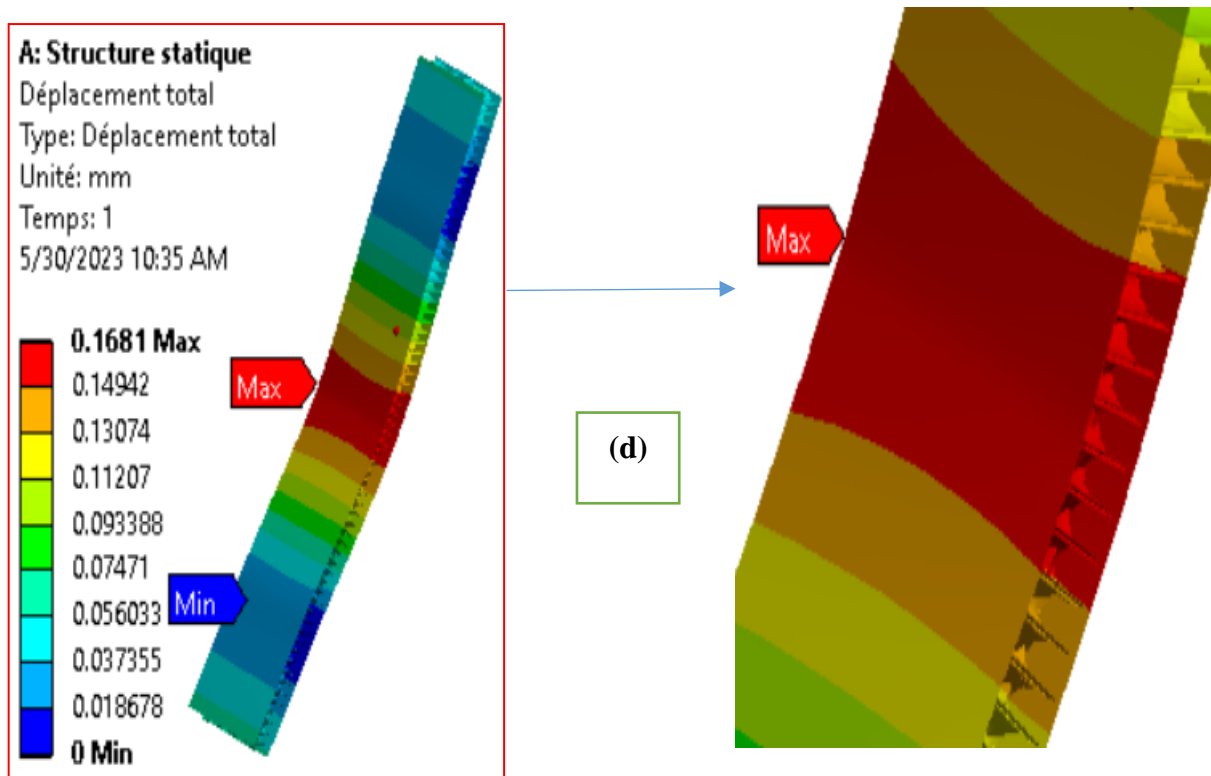 A: Structure statique
Déplacement total
Type: Déplacement total
Unité: mm
Temps: 1
5/30/2023 10:35 AM
0.1681 Max
0.14942
0.13074
0.11207
0.093388
0.07471
0.056033
0.037355
0.018678
0 Min
Max
Min
(d)
Max